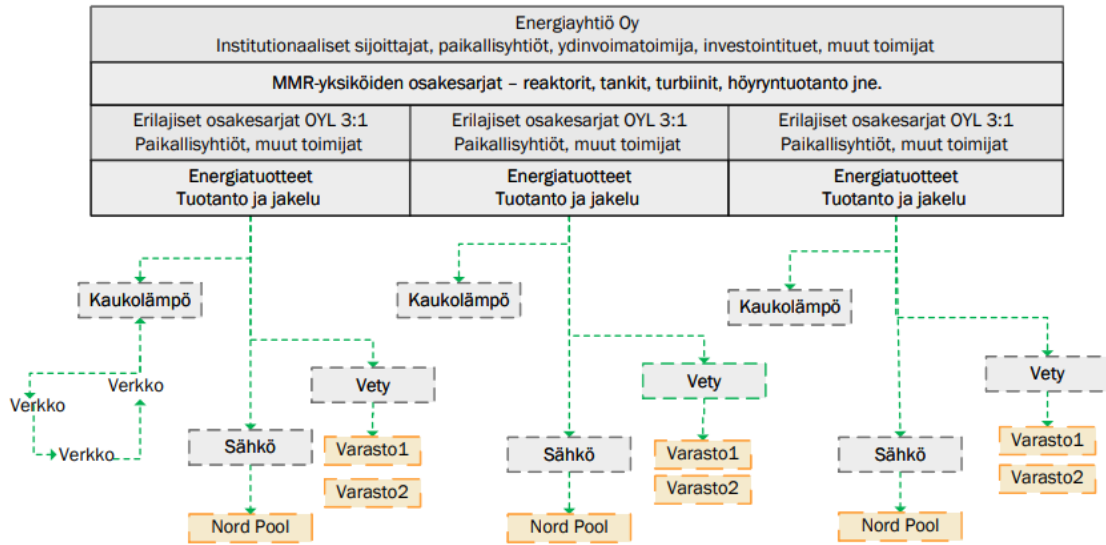 Energiayhtiö Oy
Institutionaaliset sijoittajat, paikallisyhtiöt, ydinvoimatoimija, investointituet, muut toimijat
MMR-yksiköiden osakesarjat – reaktorit, tankit, turbiinit, höyryntuotanto jne.
Erilajiset osakesarjat OYL 3:1
Paikallisyhtiöt, muut toimijat
Erilajiset osakesarjat OYL 3:1
Paikallisyhtiöt, muut toimijat
Erilajiset osakesarjat OYL 3:1
Paikallisyhtiöt, muut toimijat
Energiatuotteet
Tuotanto ja jakelu
Energiatuotteet
Tuotanto ja jakelu
Energiatuotteet
Tuotanto ja jakelu
Kaukolämpö
Kaukolämpö
Kaukolämpö
Verkko
Verkko
Verkko
Vety
Vety
Vety
Sähkö
Sähkö
Sähkö
Varasto1
Varasto2
Varasto1
Varasto2
Varasto1
Varasto2
Nord Pool
Nord Pool
Nord Pool